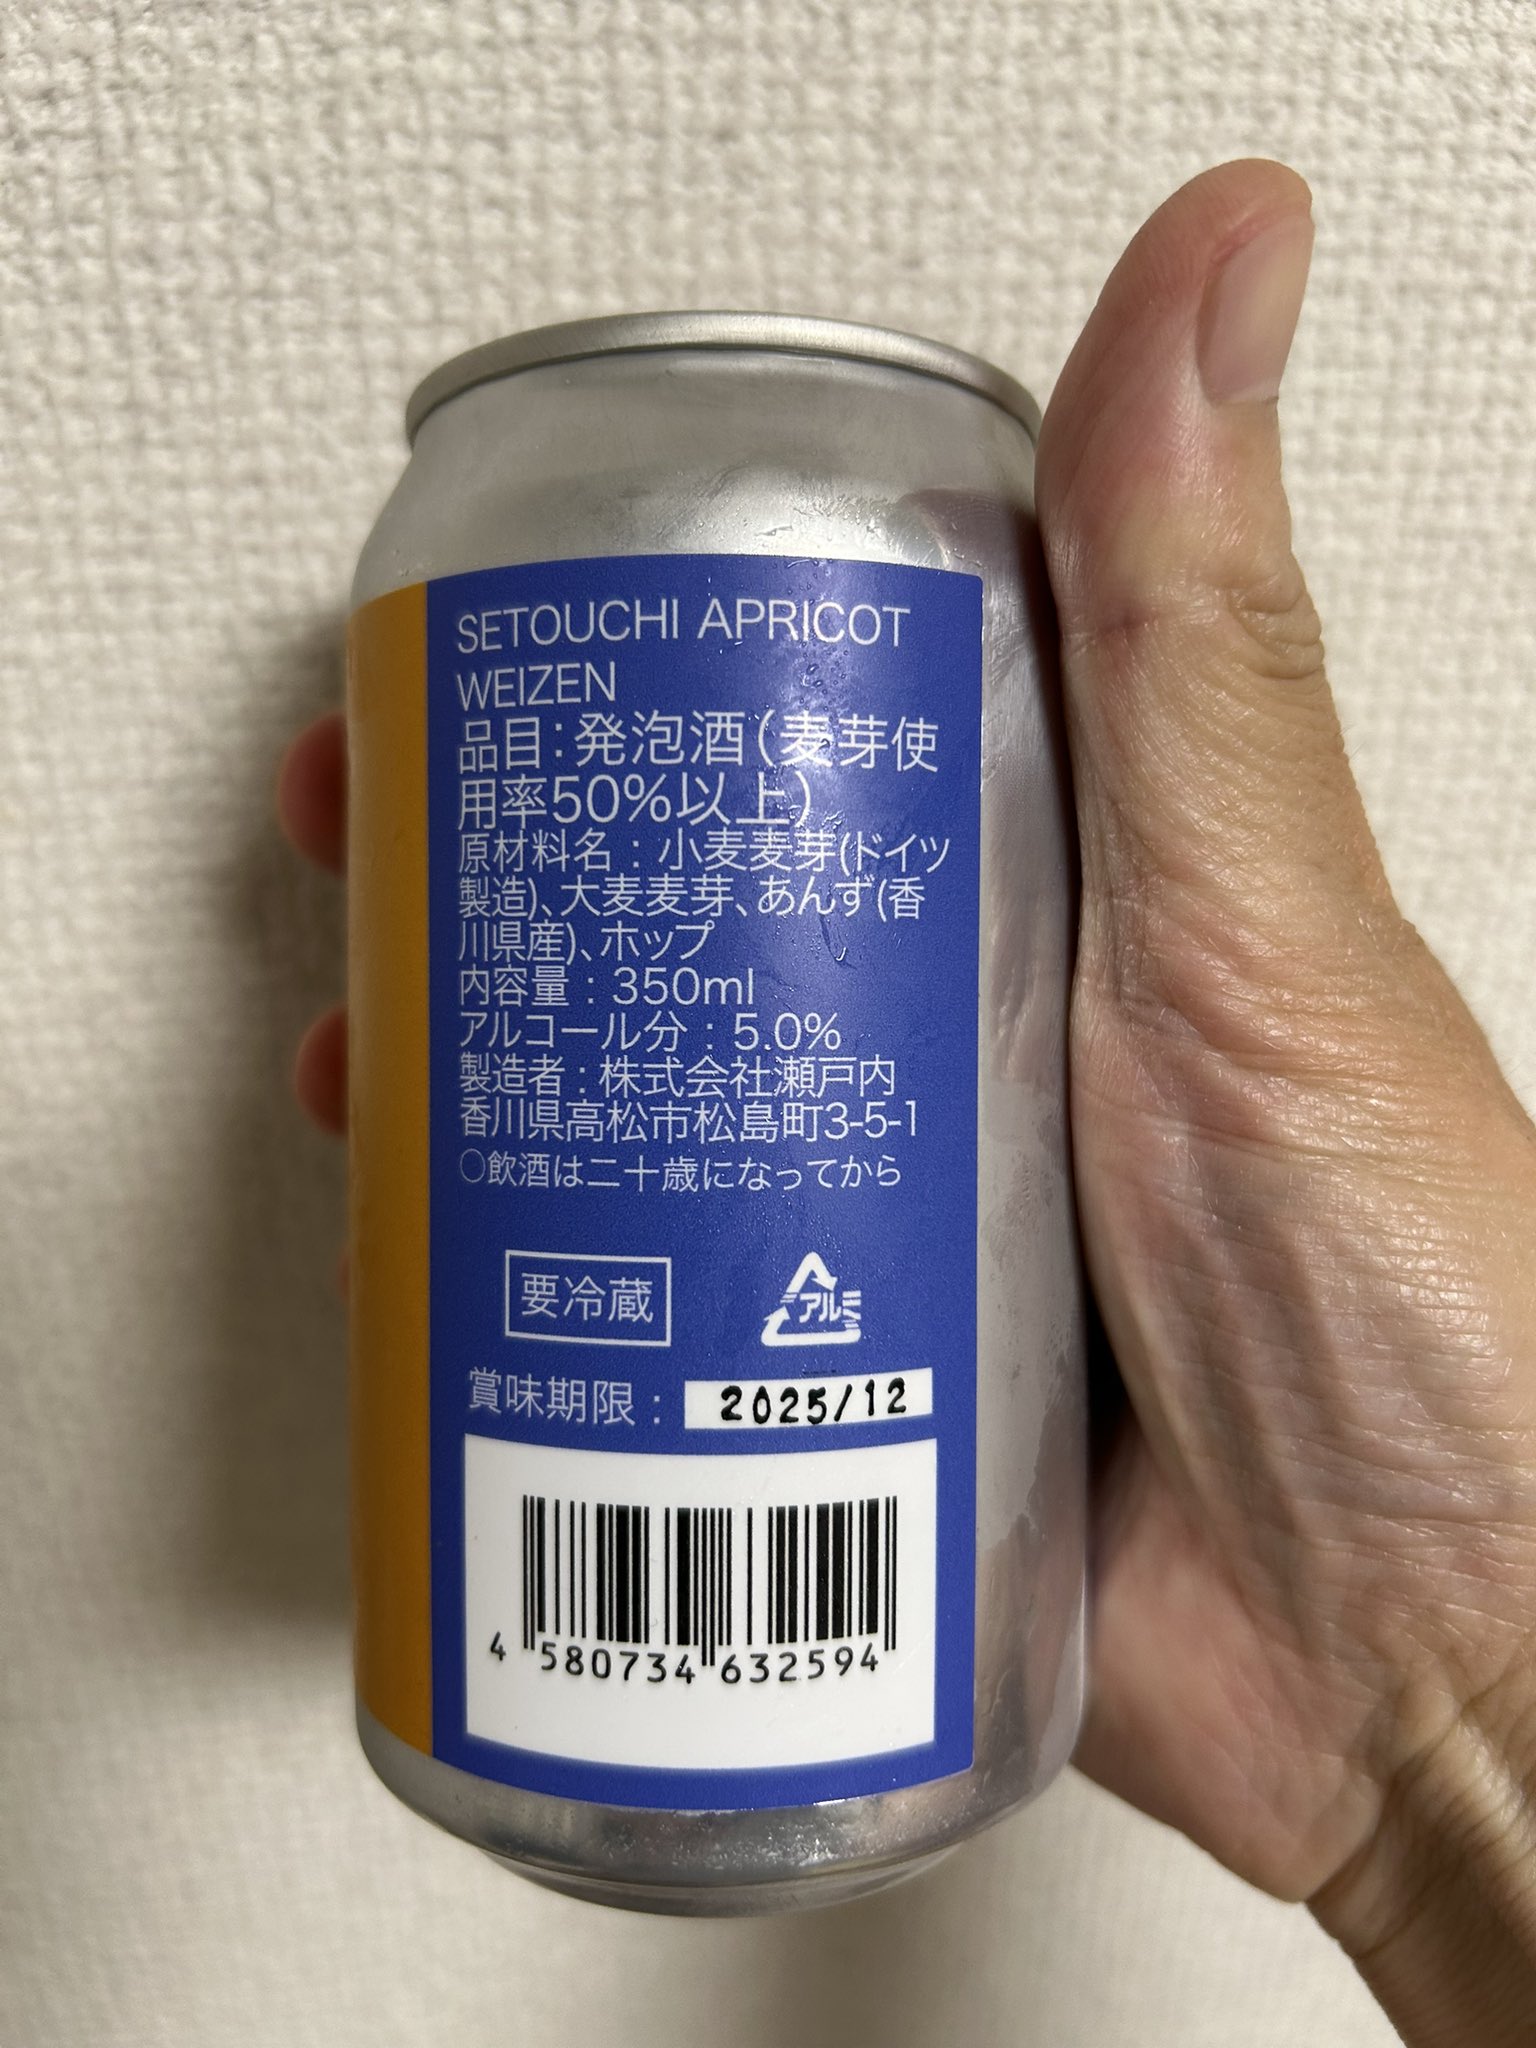 SETOUCHI APRICOT
WEIZEN
品目:発泡酒(麦芽使
用率50%以上)
原材料名:小麦麦芽(ドイツ
製造)、大麦麦芽、あんず(香
川県産)、ホップ
内容量:350ml
アルコール分:5.0%
製造者:株式会社瀬戸内
香川県高松市松島町3-5-1
○飲酒は二十歳になってから
要冷蔵
アルミ
賞味期限:2025/12
4 580734 632594